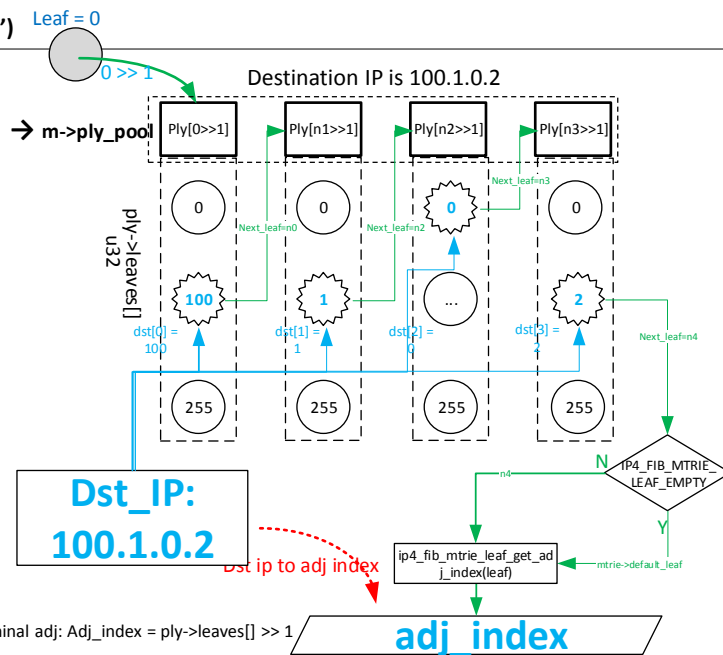 ')
Leaf = 0
0 >> 1
Destination IP is 100.1.0.2
→ m->ply_pool
Ply[0>>1]
Ply[n1>>1]
Ply[n2>>1]
Ply[n3>>1]
ply->leaves[]
u32
0
0
0
0
Next_leaf=n0
Next_leaf=n2
Next_leaf=n3
100
1
...
2
dst[0] =
100
dst[1] =
1
dst[2] =
0
dst[3] =
2
Next_leaf=n4
255
255
255
255
Dst_IP:
100.1.0.2
N
IP4_FIB_MTRIE_
LEAF_EMPTY
n4
Y
ip4_fib_mtrie_leaf_get_ad
j_index(leaf)
mtrie->default_leaf
Dst ip to adj index
inal adj: Adj_index = ply->leaves[] >> 1
adj_index